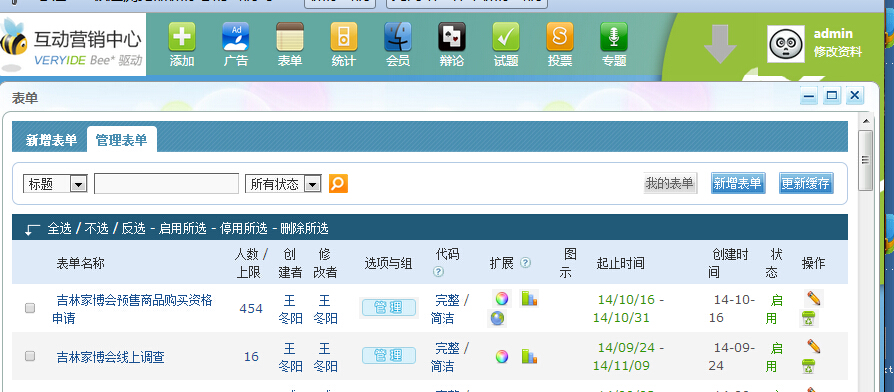 互动营销中心
VERYIDE Bee* 驱动
添加
Ad
广告
表单
统计
会员
辩论
试题
投票
专题
admin
修改资料
表单
新增表单
管理表单
标题
所有状态
我的表单
新增表单
更新缓存
全选 / 不选 / 反选 - 启用所选 - 停用所选 - 删除所选
表单名称
人数 /
上限
创
建者
修
改者
选项与组
代码
?
扩展 ?
图
示
起止时间
创建时
间
状
态
操作
吉林家博会预售商品购买资格
申请
454
王
冬阳
王
冬阳
管理
完整 /
简洁
14/10/16 -
14/10/31
14-10-
16
启
用
吉林家博会线上调查
16
王
冬阳
王
冬阳
管理
完整 /
简洁
14/09/24 -
14/11/09
14-09-
24
启
用